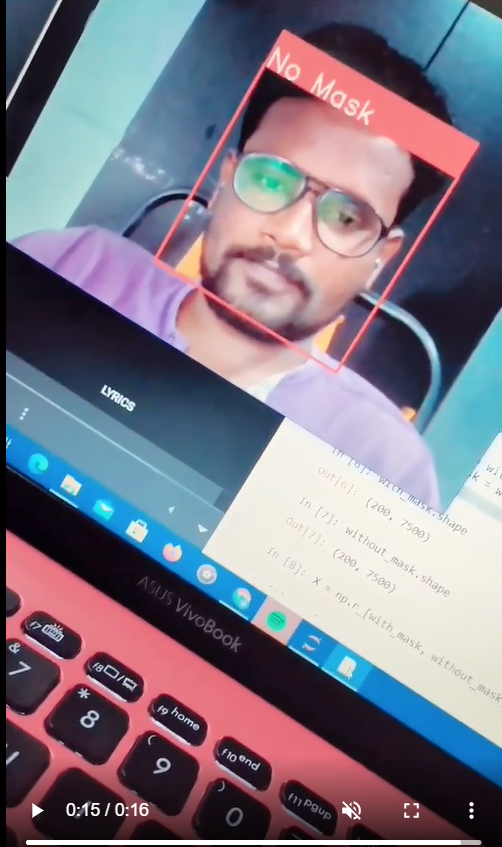 No Mask
LYRICS
In [6]: with_mask.shape
Out[6]: (200, 7500)
In [7]: without_mask.shape
Out[7]: (200, 7500)
In [8]: X = np.r_[with_mask, without_mask
ASUS VivoBook
f7
f8
f9 home
f10 end
f11 pgup
&
7
*
8
(
9
)
0
0:15 / 0:16